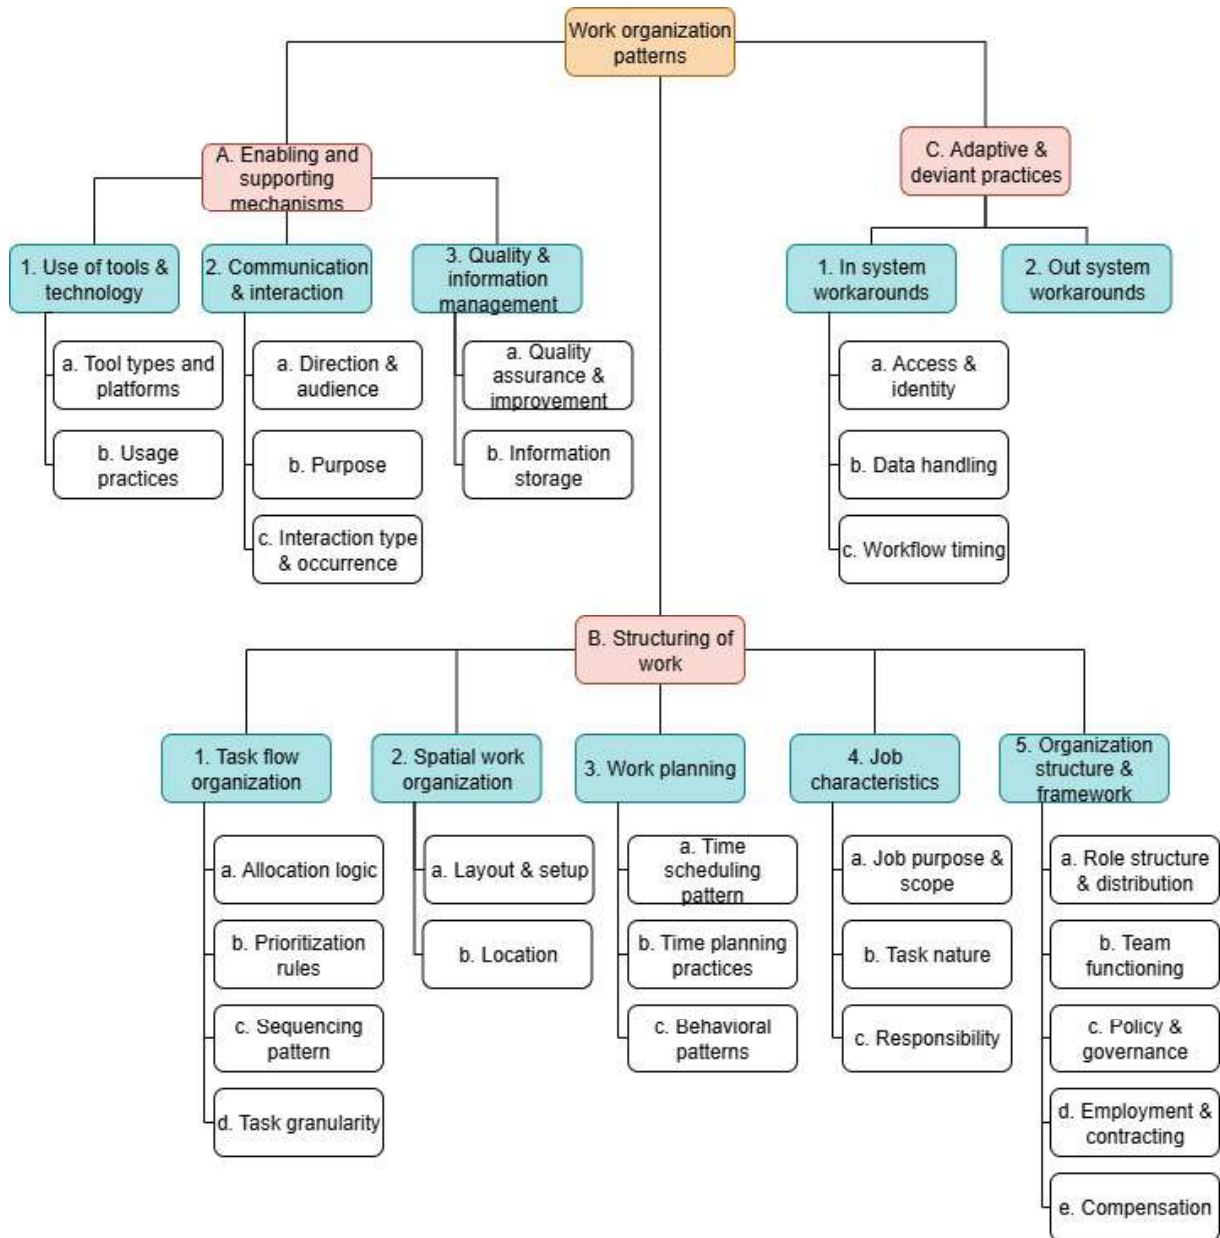 Work organization
patterns
A. Enabling and
supporting
mechanisms
C. Adaptive &
deviant practices
1. Use of tools &
technology
2. Communication
& interaction
3. Quality &
information
management
1. In system
workarounds
2. Out system
workarounds
a. Tool types and
platforms
b. Usage
practices
a. Direction &
audience
b. Purpose
c. Interaction type
& occurrence
a. Quality
assurance &
improvement
b. Information
storage
a. Access &
identity
b. Data handling
c. Workflow timing
B. Structuring of
work
1. Task flow
organization
2. Spatial work
organization
3. Work planning
4. Job
characteristics
5. Organization
structure &
framework
a. Allocation logic
b. Prioritization
rules
c. Sequencing
pattern
d. Task granularity
a. Layout & setup
b. Location
a. Time
scheduling
pattern
b. Time planning
practices
c. Behavioral
patterns
a. Job purpose &
scope
b. Task nature
c. Responsibility
a. Role structure
& distribution
b. Team
functioning
c. Policy &
governance
d. Employment &
contracting
e. Compensation